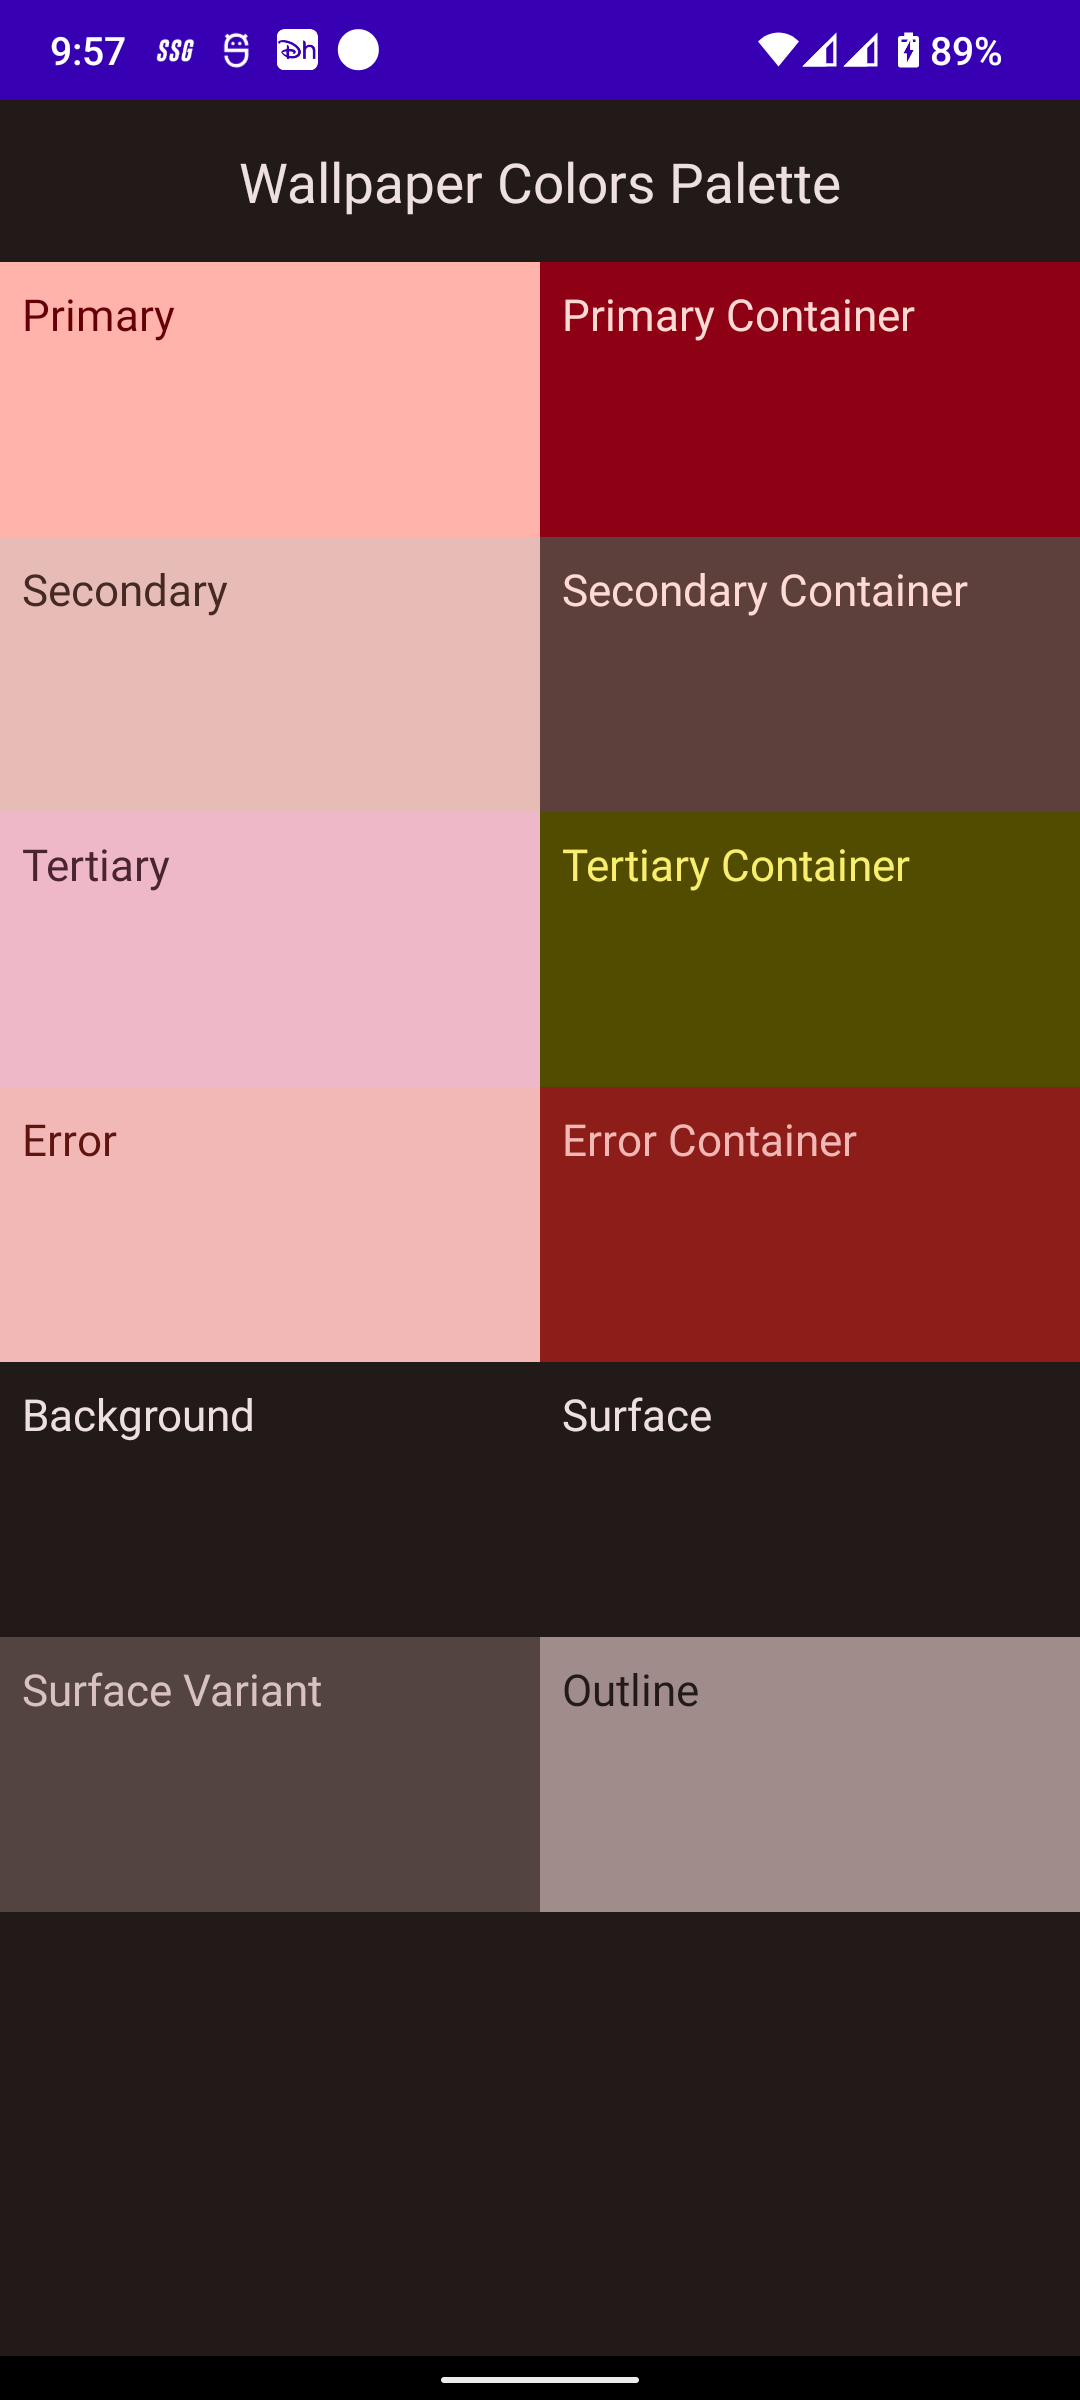 9:57 SSG Dh 89%
Wallpaper Colors Palette
Primary
Primary Container
Secondary
Secondary Container
Tertiary
Tertiary Container
Error
Error Container
Background
Surface
Surface Variant
Outline